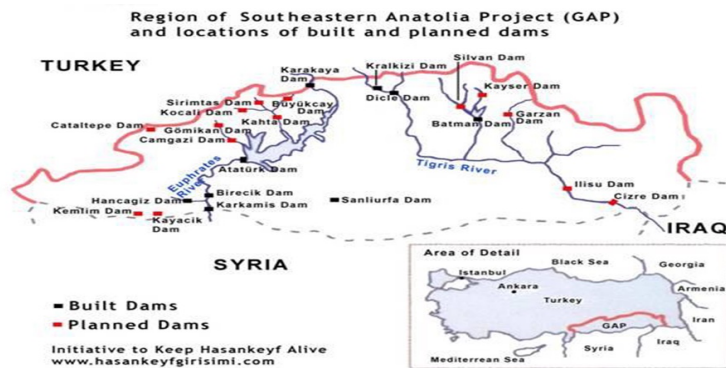 Region of Southeastern Anatolia Project (GAP)
and locations of built and planned dams
TURKEY
Karakaya
Dam
Kralkizi Dam
Silvan Dam
Kayser Dam
Sirimtas Dam
Kocali Dam
Büyükcay
Dam
Dicle Dam
Garzan
Dam
Cataltepe Dam
Gömikan Dam
Kahta Dam
Batman Dam
Camgazi Dam
Atatürk Dam
Tigris River
Euphrates
River
Ilisu Dam
Birecik Dam
Hancagiz Dam
Karkamis Dam
Sanliurfa Dam
Cizre Dam
Kemlim Dam
Kayacik
Dam
IRAQ
SYRIA
Built Dams
Planned Dams
Initiative to Keep Hasankeyf Alive
www.hasankeyfgirisimi.com
Area of Detail
Black Sea
Georgia
Istanbul
Ankara
Armenia
Turkey
Iran
GAP
Syria
Iraq
Mediterrean Sea